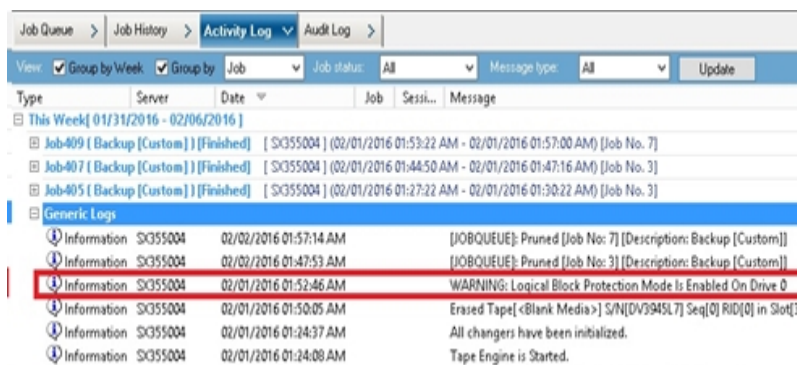 Job Queue > Job History > Activity Log Audit Log >
View: Group by Week Group by Job Job status: All Message type: All Update
Type Server Date Job Sessi... Message
This Week[ 01/31/2016 - 02/06/2016 ]
Job409 ( Backup [Custom] ) [Finished] [ SX355004 ] (02/01/2016 01:53:22 AM - 02/01/2016 01:57:00 AM) [Job No. 7]
Job407 ( Backup [Custom] ) [Finished] [ SX355004 ] (02/01/2016 01:44:50 AM - 02/01/2016 01:47:16 AM) [Job No. 3]
Job405 ( Backup [Custom] ) [Finished] [ SX355004 ] (02/01/2016 01:27:22 AM - 02/01/2016 01:30:22 AM) [Job No. 3]
Generic Logs
Information SX355004 02/02/2016 01:57:14 AM [JOBQUEUE]: Pruned [Job No: 7] [Description: Backup [Custom]]
Information SX355004 02/02/2016 01:47:53 AM [JOBQUEUE]: Pruned [Job No: 3] [Description: Backup [Custom]]
Information SX355004 02/01/2016 01:52:46 AM WARNING: Logical Block Protection Mode Is Enabled On Drive 0
Information SX355004 02/01/2016 01:50:05 AM Erased Tape[ <Blank Media>] S/N[DV3945L7] Seq[0] RID[0] in Slot[3
Information SX355004 02/01/2016 01:24:37 AM All changers have been initialized.
Information SX355004 02/01/2016 01:24:08 AM Tape Engine is Started.